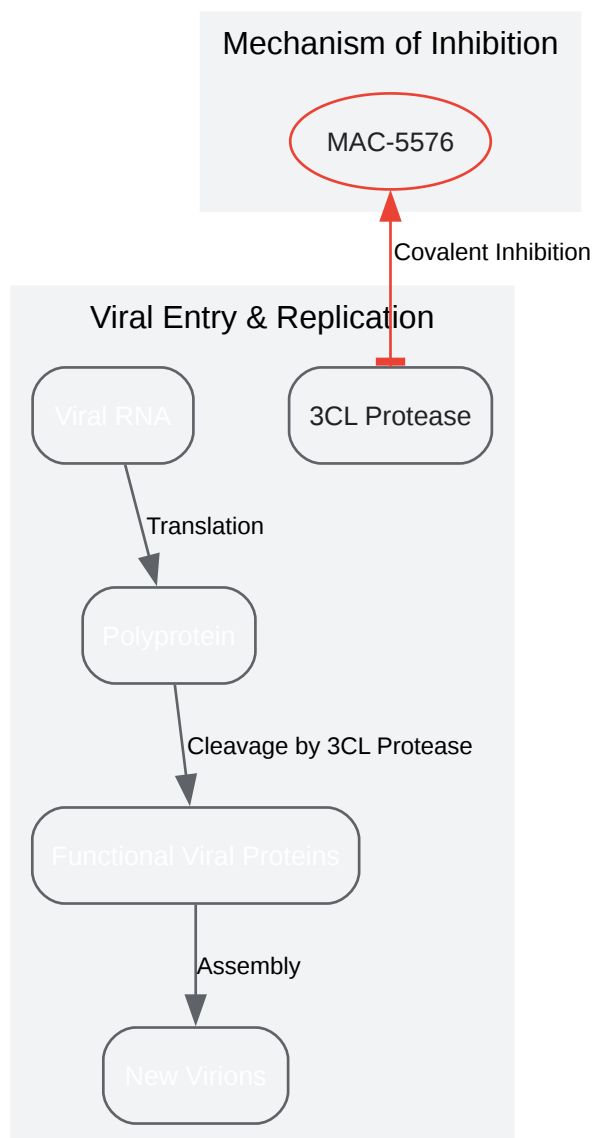 Mechanism of Inhibition
MAC-5576
Covalent Inhibition
Viral Entry & Replication
Viral RNA
3CL Protease
Translation
Polyprotein
Cleavage by 3CL Protease
Functional Viral Proteins
Assembly
New Virions